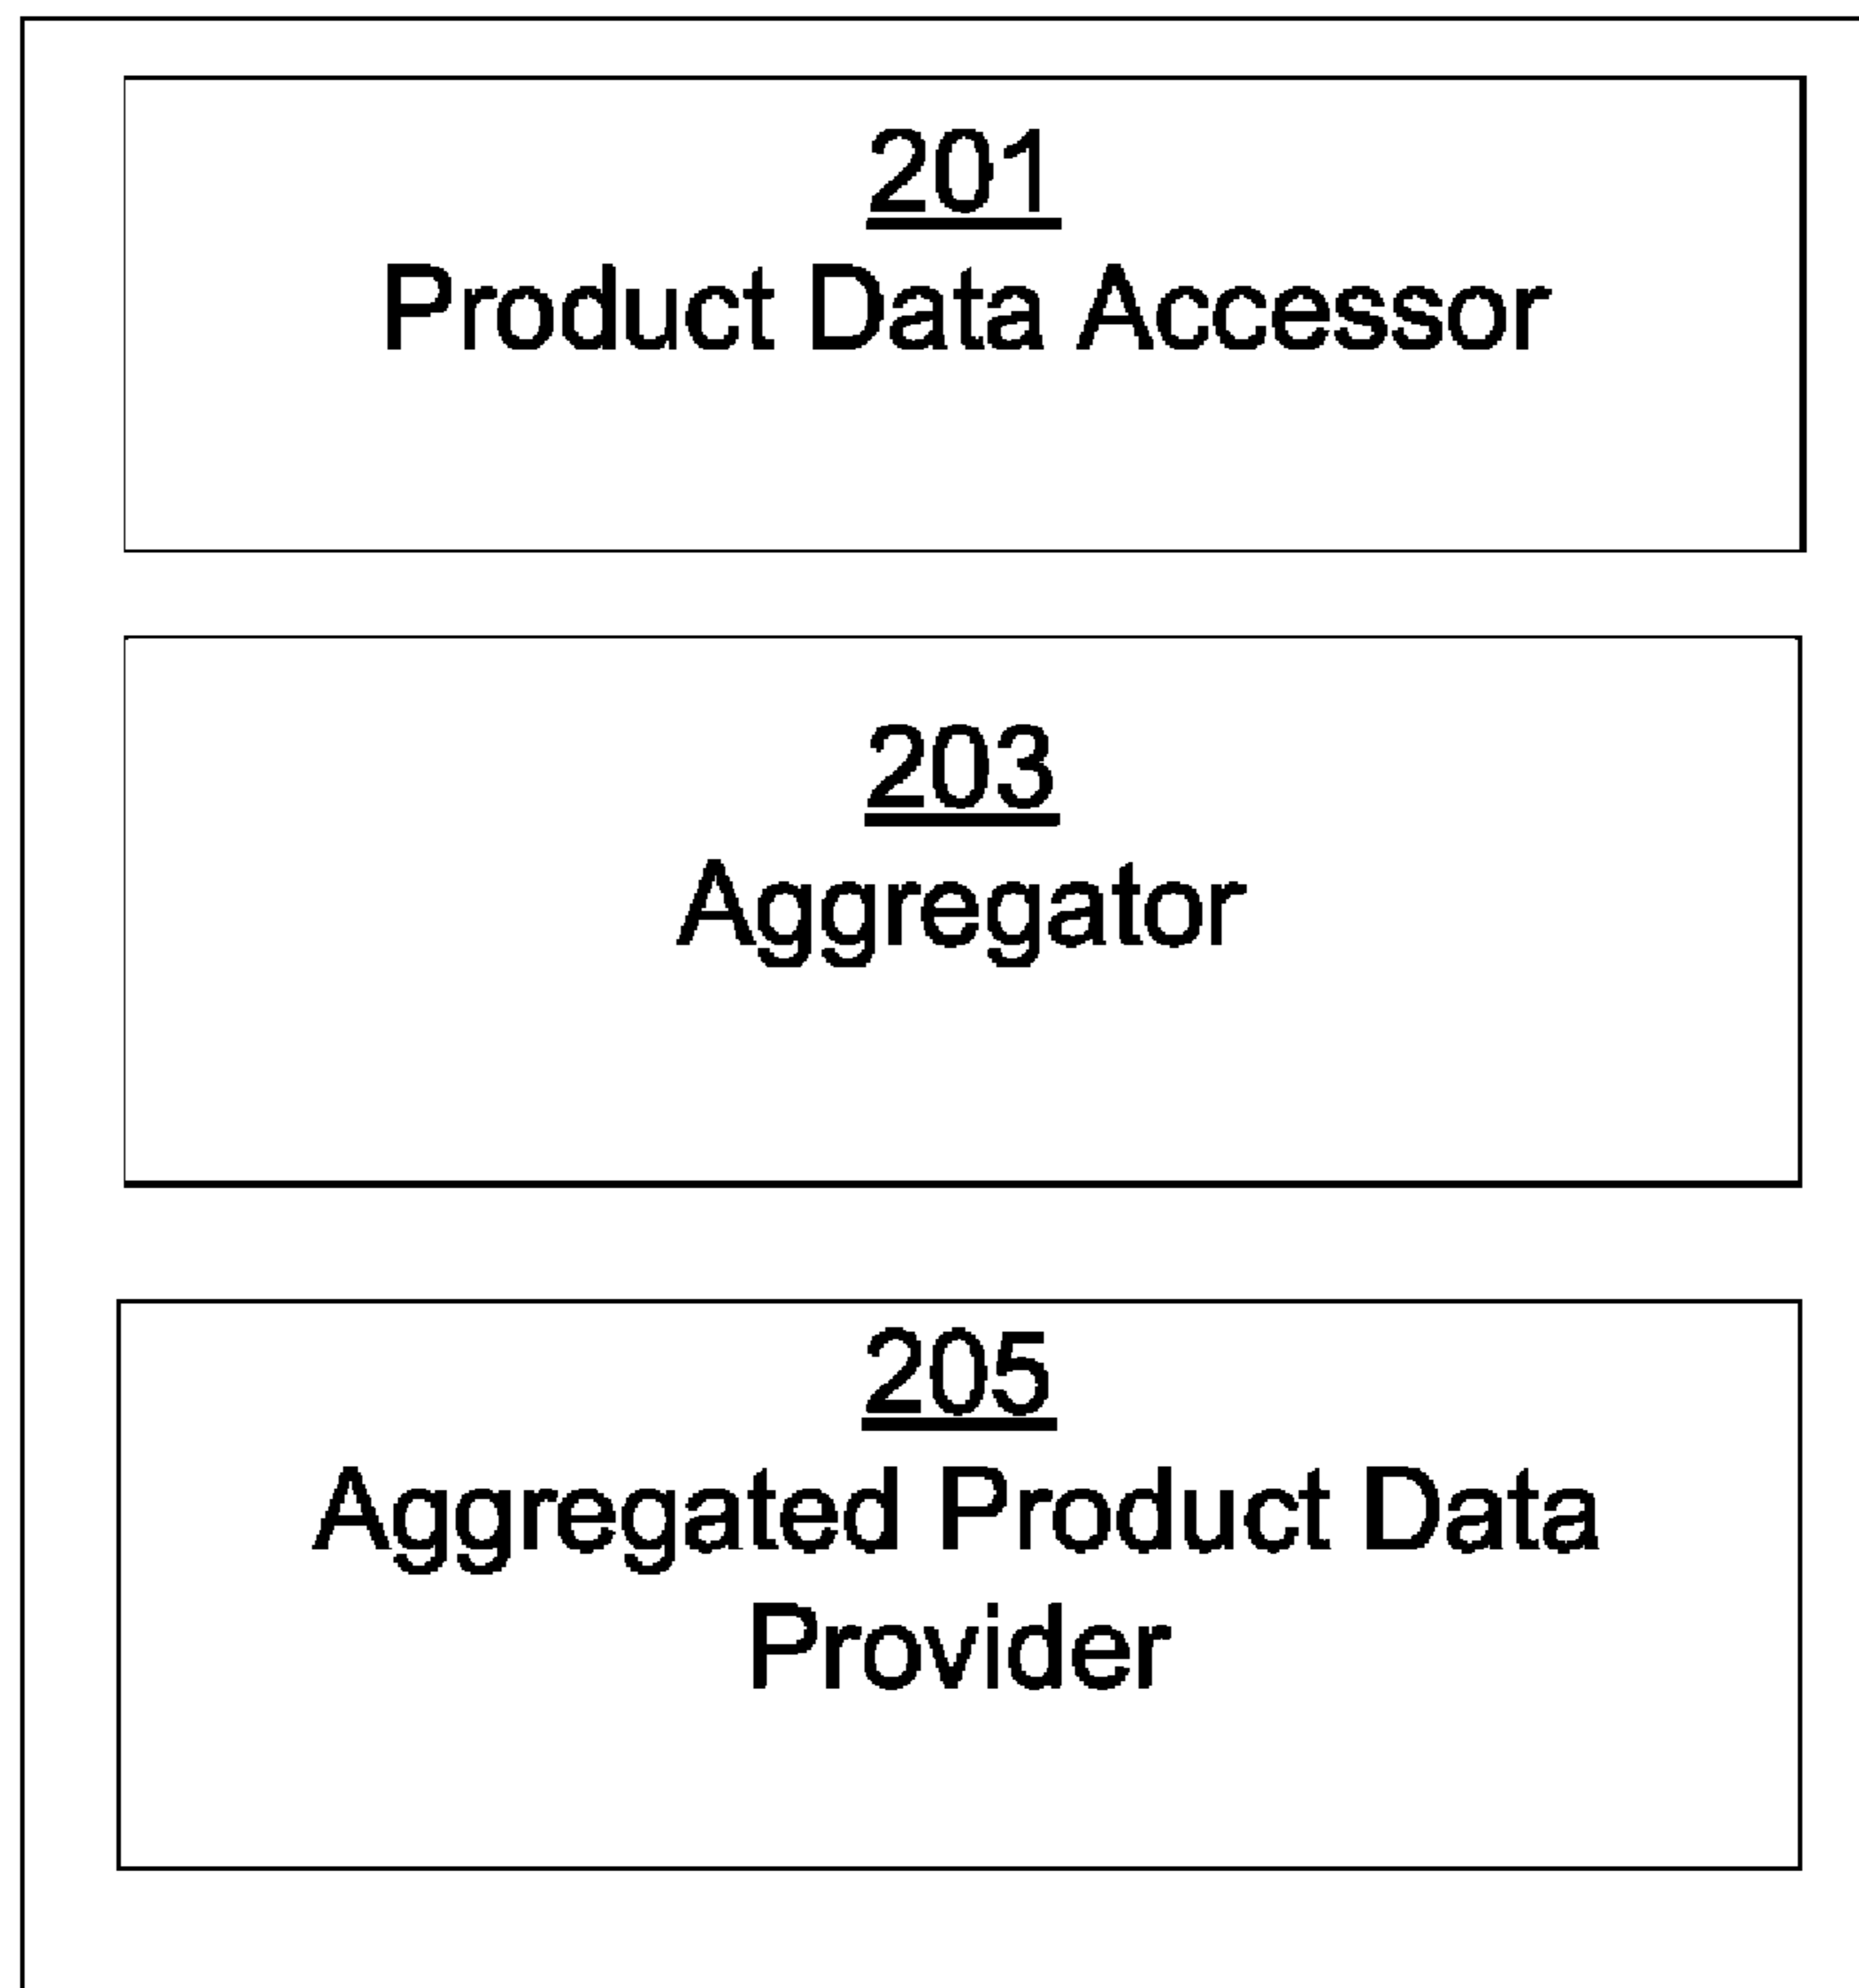 201
Product Data Accessor
203
Aggregator
205
Aggregated Product Data
Provider